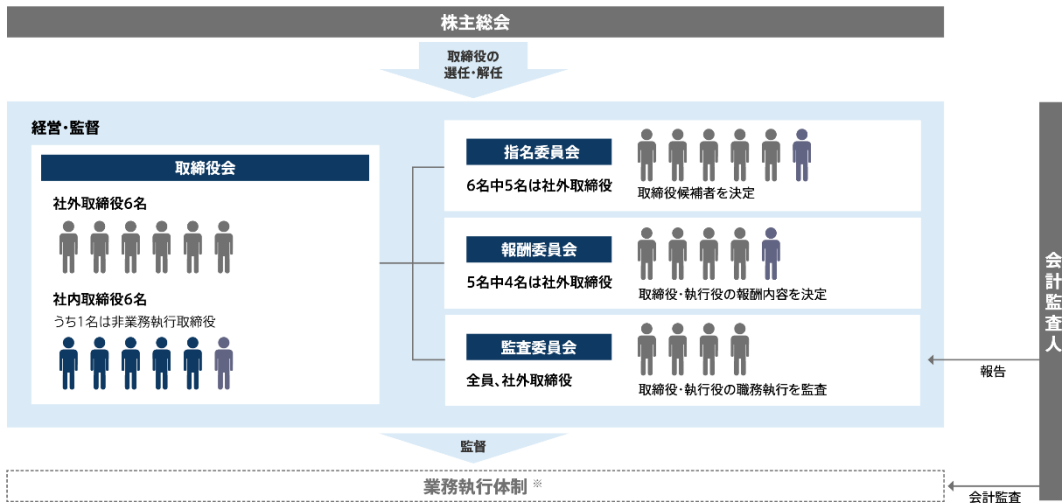 株主総会
取締役の
選任・解任
経営・監督
取締役会
社外取締役6名
社内取締役6名
うち1名は非業務執行取締役
指名委員会
6名中5名は社外取締役
取締役候補者を決定
報酬委員会
5名中4名は社外取締役
取締役・執行役の報酬内容を決定
監査委員会
全員、社外取締役
取締役・執行役の職務執行を監査
会計監査人
報告
監督
業務執行体制※
会計監査